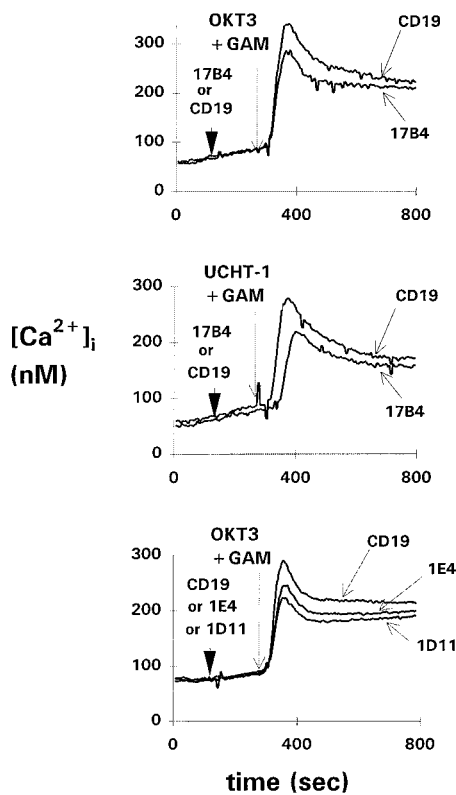 OKT3
+ GAM
17B4
or
CD19
CD19
17B4
300
200
100
0
0
400
800
UCHT-1
+ GAM
17B4
or
CD19
CD19
17B4
[Ca2+]i
(nM)
300
200
100
0
0
400
800
OKT3
+ GAM
CD19
or 1E4
or 1D11
CD19
1E4
1D11
300
200
100
0
0
400
800
time (sec)